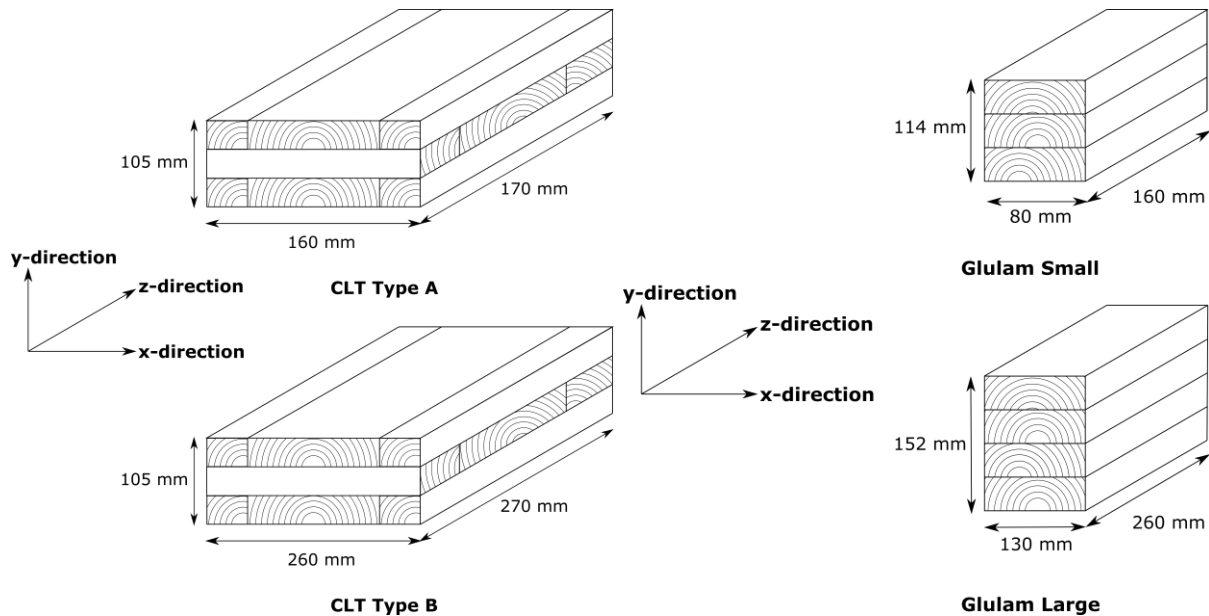 105 mm
160 mm
170 mm
CLT Type A
y-direction
z-direction
x-direction
105 mm
260 mm
270 mm
CLT Type B
114 mm
80 mm
160 mm
Glulam Small
y-direction
z-direction
x-direction
152 mm
130 mm
260 mm
Glulam Large